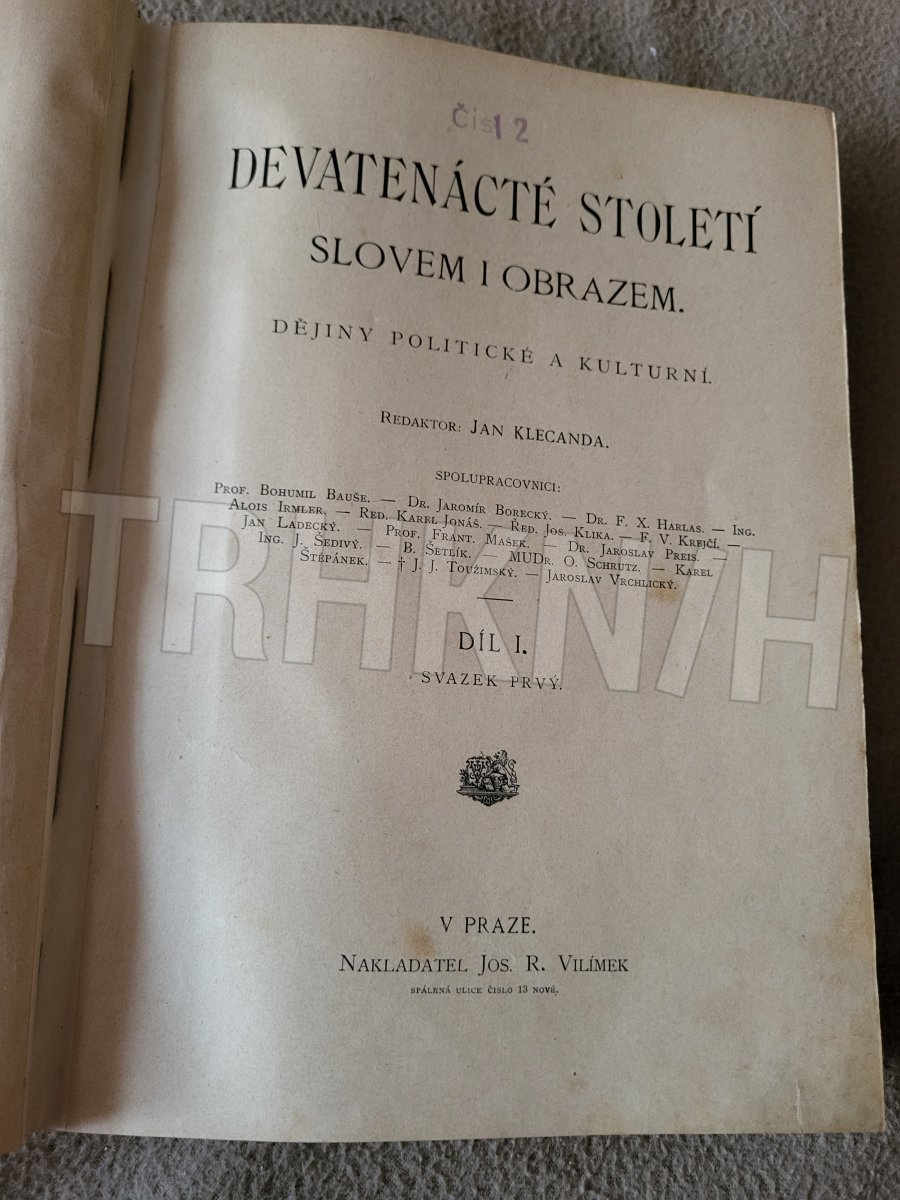 Čísl 2
DEVATENÁCTÉ STOLETÍ
SLOVEM I OBRAZEM.
DĚJINY POLITICKÉ A KULTURNÍ.
REDAKTOR: JAN KLECANDA.
SPOLUPRACOVNICI:
PROF. BOHUMIL BAUŠE. — DR. JAROMÍR BORECKÝ. — DR. F. X. HARLAS. — ING.
ALOIS IRMLER. — RED. KAREL JONÁŠ. — ŘED. JOS. KLIKA. — F. V. KREJČÍ. —
JAN LADECKÝ. — PROF. FRANT. MAŠEK. — DR. JAROSLAV PREIS. —
ING. J. ŠEDIVÝ. — B. ŠETLÍK. — MUDR. O. SCHRUTZ. — KAREL
ŠTĚPÁNEK. — † J. J. TOUŽIMSKÝ. — JAROSLAV VRCHLICKÝ.
TRHKNIH
DÍL I.
SVAZEK PRVÝ.
V PRAZE.
NAKLADATEL JOS. R. VILÍMEK
SPÁLENÁ ULICE ČÍSLO 13 NOVÉ.